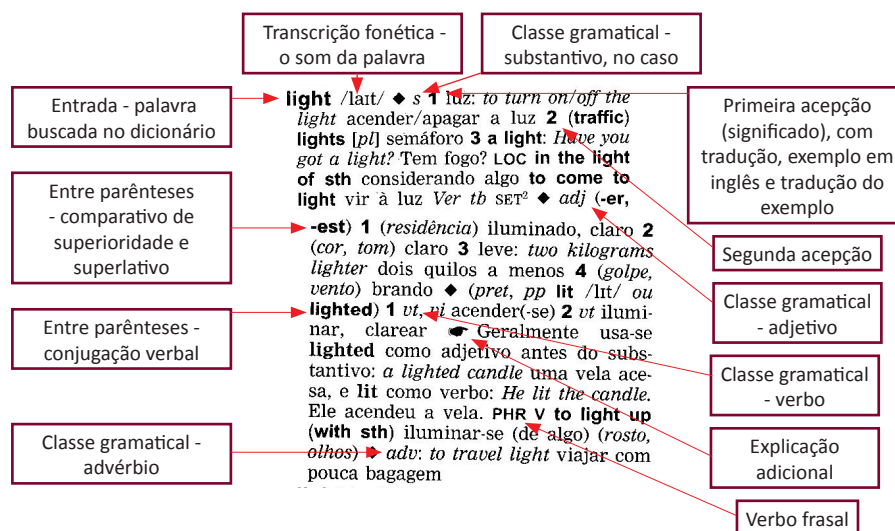 Transcrição fonética -
o som da palavra
Classe gramatical -
substantivo, no caso
Entrada - palavra
buscada no dicionário
Entre parênteses
- comparativo de
superioridade e
superlativo
Entre parênteses -
conjugação verbal
Classe gramatical -
advérbio
light /laɪt/ ◆ s 1 luz: to turn on/off the
light acender/apagar a luz 2 (traffic)
lights [pl] semáforo 3 a light: Have you
got a light? Tem fogo? LOC in the light
of sth considerando algo to come to
light vir à luz Ver tb SET² ◆ adj (-er,
-est) 1 (residência) iluminado, claro 2
(cor, tom) claro 3 leve: two kilograms
lighter dois quilos a menos 4 (golpe,
vento) brando ◆ (pret, pp lit /lɪt/ ou
lighted) 1 vt, vi acender(-se) 2 vt ilumi-
nar, clarear ☛ Geralmente usa-se
lighted como adjetivo antes do subs-
tantivo: a lighted candle uma vela ace-
sa, e lit como verbo: He lit the candle.
Ele acendeu a vela. PHR V to light up
(with sth) iluminar-se (de algo) (rosto,
olhos) ◆ adv: to travel light viajar com
pouca bagagem
Primeira acepção
(significado), com
tradução, exemplo em
inglês e tradução do
exemplo
Segunda acepção
Classe gramatical
- adjetivo
Classe gramatical
- verbo
Explicação
adicional
Verbo frasal